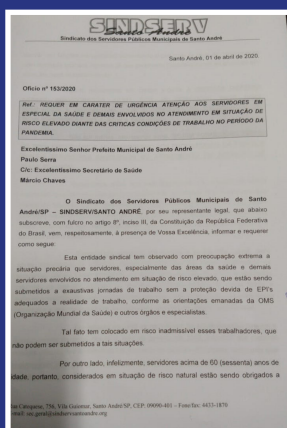 SINDSERV
Santo André
Sindicato dos Servidores Públicos Municipais de Santo André
Santo André, 01 de abril de 2020.
Ofício nº 153/2020
Ref.: REQUER EM CARATER DE URGÊNCIA ATENÇÃO AOS SERVIDORES EM
ESPECIAL DA SAÚDE E DEMAIS ENVOLVIDOS NO ATENDIMENTO EM SITUAÇÃO DE
RISCO ELEVADO DIANTE DAS CRITICAS CONDIÇÕES DE TRABALHO NO PERÍODO DA
PANDEMIA.
Excelentíssimo Senhor Prefeito Municipal de Santo André
Paulo Serra
C/c: Excelentíssimo Secretário de Saúde
Márcio Chaves
O Sindicato dos Servidores Públicos Municipais de Santo
André/SP – SINDSERV/SANTO ANDRÉ, por seu representante legal, que abaixo
subscreve, com fulcro no artigo 8º, inciso III, da Constituição da República Federativa
do Brasil, vem, respeitosamente, à presença de Vossa Excelência, informar e requerer
como segue:
Esta entidade sindical tem observado com preocupação extrema a
situação precária que servidores, especialmente das áreas da saúde e demais
servidores envolvidos no atendimento em situação de risco elevado, que estão sendo
submetidos a exaustivas jornadas de trabalho sem a proteção devida de EPI's
adequados a realidade de trabalho, conforme as orientações emanadas da OMS
(Organização Mundial da Saúde) e outros órgãos e especialistas.
Tal fato tem colocado em risco inadmissível esses trabalhadores, que
não podem ser submetidos a tais situações.
Por outro lado, infelizmente, servidores acima de 60 (sessenta) anos de
idade, portanto, considerados em situação de risco natural estão sendo obrigados a
Rua Catequese, 756, Vila Guiomar, Santo André/SP, CEP. 09090-401 – Fone/fax: 4433-1870